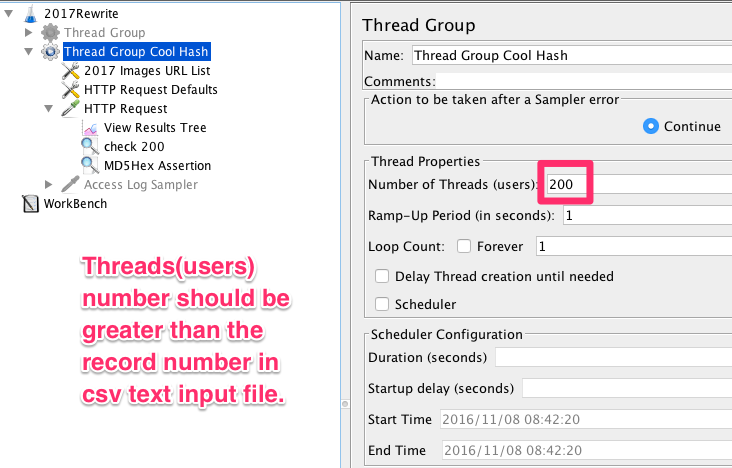 2017Rewrite
Thread Group
Thread Group Cool Hash
2017 Images URL List
HTTP Request Defaults
HTTP Request
View Results Tree
check 200
MD5Hex Assertion
Access Log Sampler
WorkBench
Threads(users)
number should be
greater than the
record number in
csv text input file.
Thread Group
Name: Thread Group Cool Hash
Comments:
Action to be taken after a Sampler error
Continue
Thread Properties
Number of Threads (users): 200
Ramp-Up Period (in seconds): 1
Loop Count: Forever 1
Delay Thread creation until needed
Scheduler
Scheduler Configuration
Duration (seconds)
Startup delay (seconds)
Start Time 2016/11/08 08:42:20
End Time 2016/11/08 08:42:20